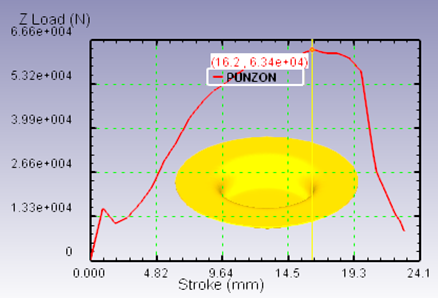 Z Load (N)
6.66e+004
(16.2, 6.34e+04)
PUNZON
5.32e+004
3.99e+004
2.66e+004
1.33e+004
0
0.000 4.82 9.64 14.5 19.3 24.1
Stroke (mm)